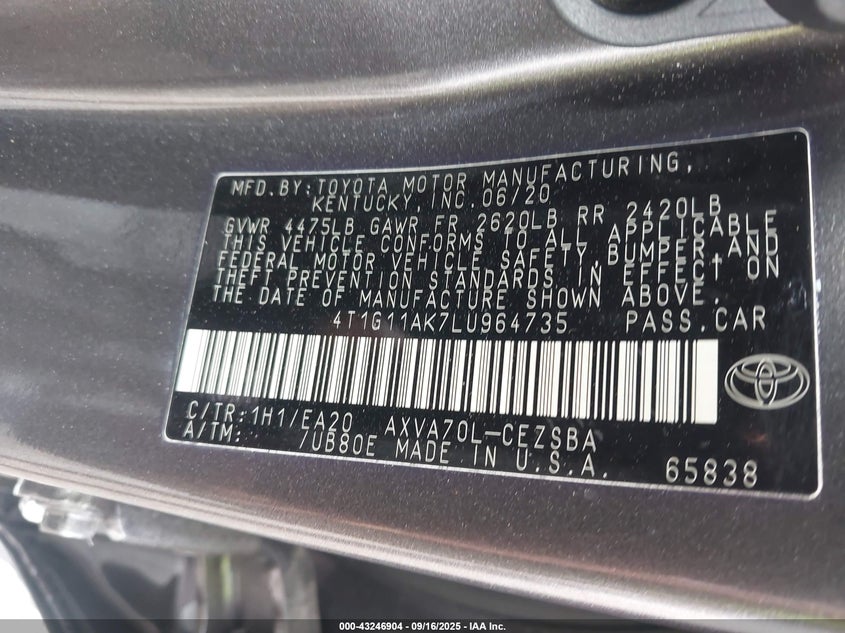 MFD. BY: TOYOTA MOTOR MANUFACTURING,
KENTUCKY, INC. 06/20
GVWR 4475LB GAWR FR 2620LB RR 2420LB
THIS VEHICLE CONFORMS TO ALL APPLICABLE
FEDERAL MOTOR VEHICLE SAFETY, BUMPER, AND
THEFT PREVENTION STANDARDS IN EFFECT ON
THE DATE OF MANUFACTURE SHOWN ABOVE.
4T1G11AK7LU964735 PASS. CAR
C/TR: 1H1/EA20 AXVA70L-CEZSBA
A/TM: /UB80E MADE IN U.S.A.
65838
000-43246904 - 09/16/2025 - IAA Inc.